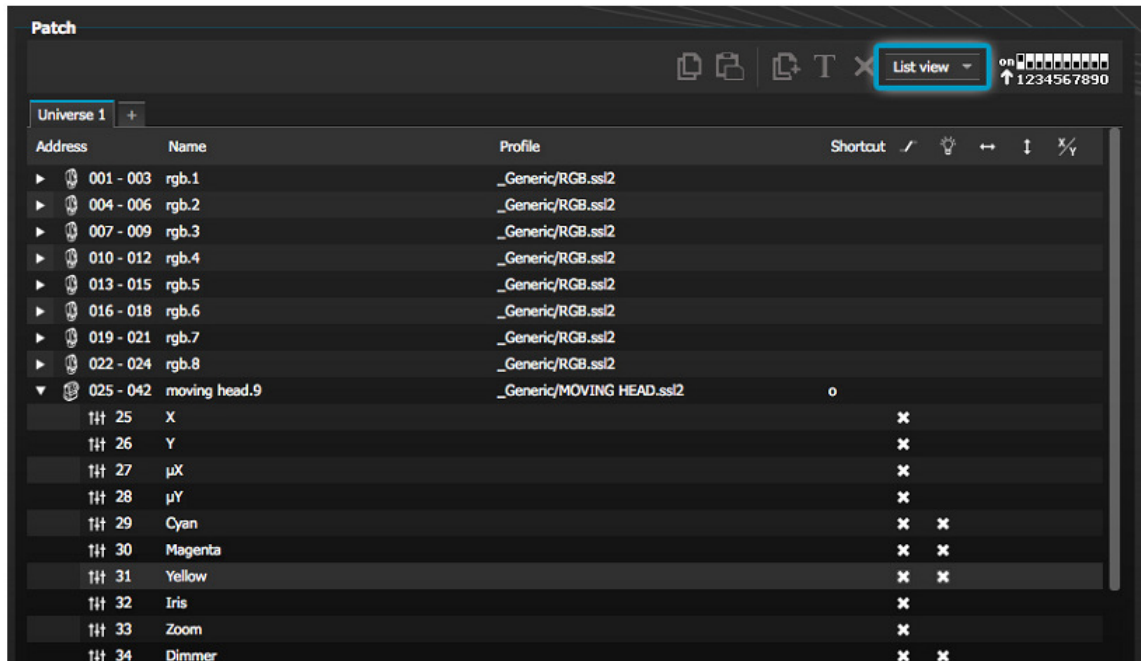 Patch
T List view on 1234567890
Universe 1 +
Address Name Profile Shortcut X/Y
001 - 003 rgb.1 _Generic/RGB.ssl2
004 - 006 rgb.2 _Generic/RGB.ssl2
007 - 009 rgb.3 _Generic/RGB.ssl2
010 - 012 rgb.4 _Generic/RGB.ssl2
013 - 015 rgb.5 _Generic/RGB.ssl2
016 - 018 rgb.6 _Generic/RGB.ssl2
019 - 021 rgb.7 _Generic/RGB.ssl2
022 - 024 rgb.8 _Generic/RGB.ssl2
025 - 042 moving head.9 _Generic/MOVING HEAD.ssl2 o
25 X
26 Y
27 µX
28 µY
29 Cyan
30 Magenta
31 Yellow
32 Iris
33 Zoom
34 Dimmer